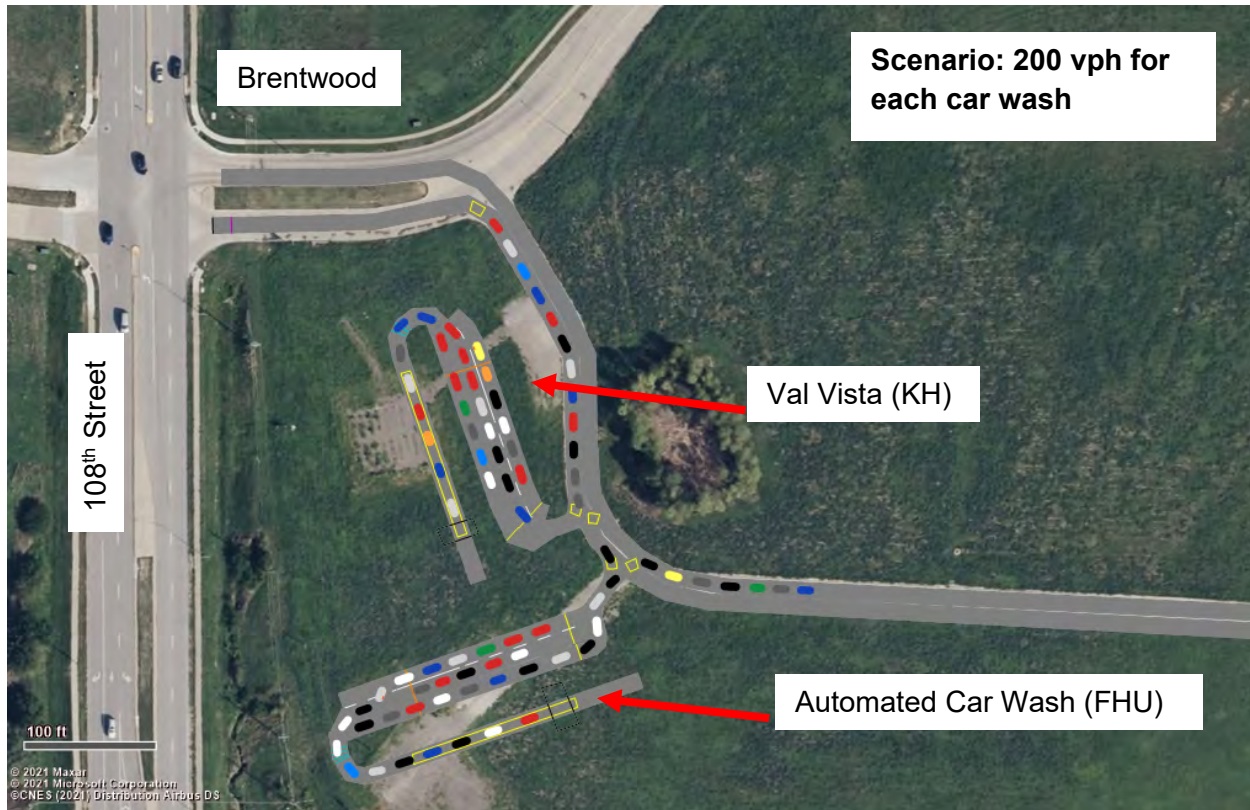 Brentwood
Scenario: 200 vph for
each car wash
108th Street
Val Vista (KH)
Automated Car Wash (FHU)
100 ft
© 2021 Maxar
© 2021 Microsoft Corporation
©CNES (2021) Distribution Airbus DS